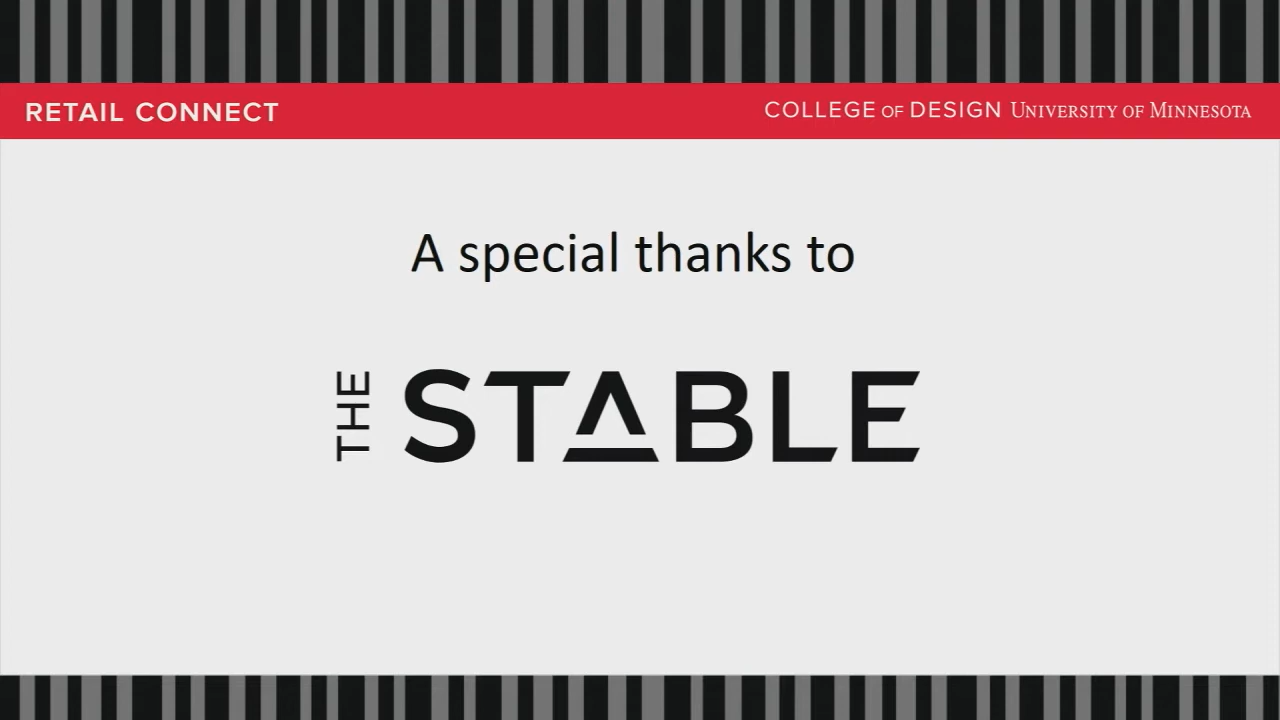 RETAIL CONNECT
COLLEGE OF DESIGN UNIVERSITY OF MINNESOTA
A special thanks to
THE STABLE